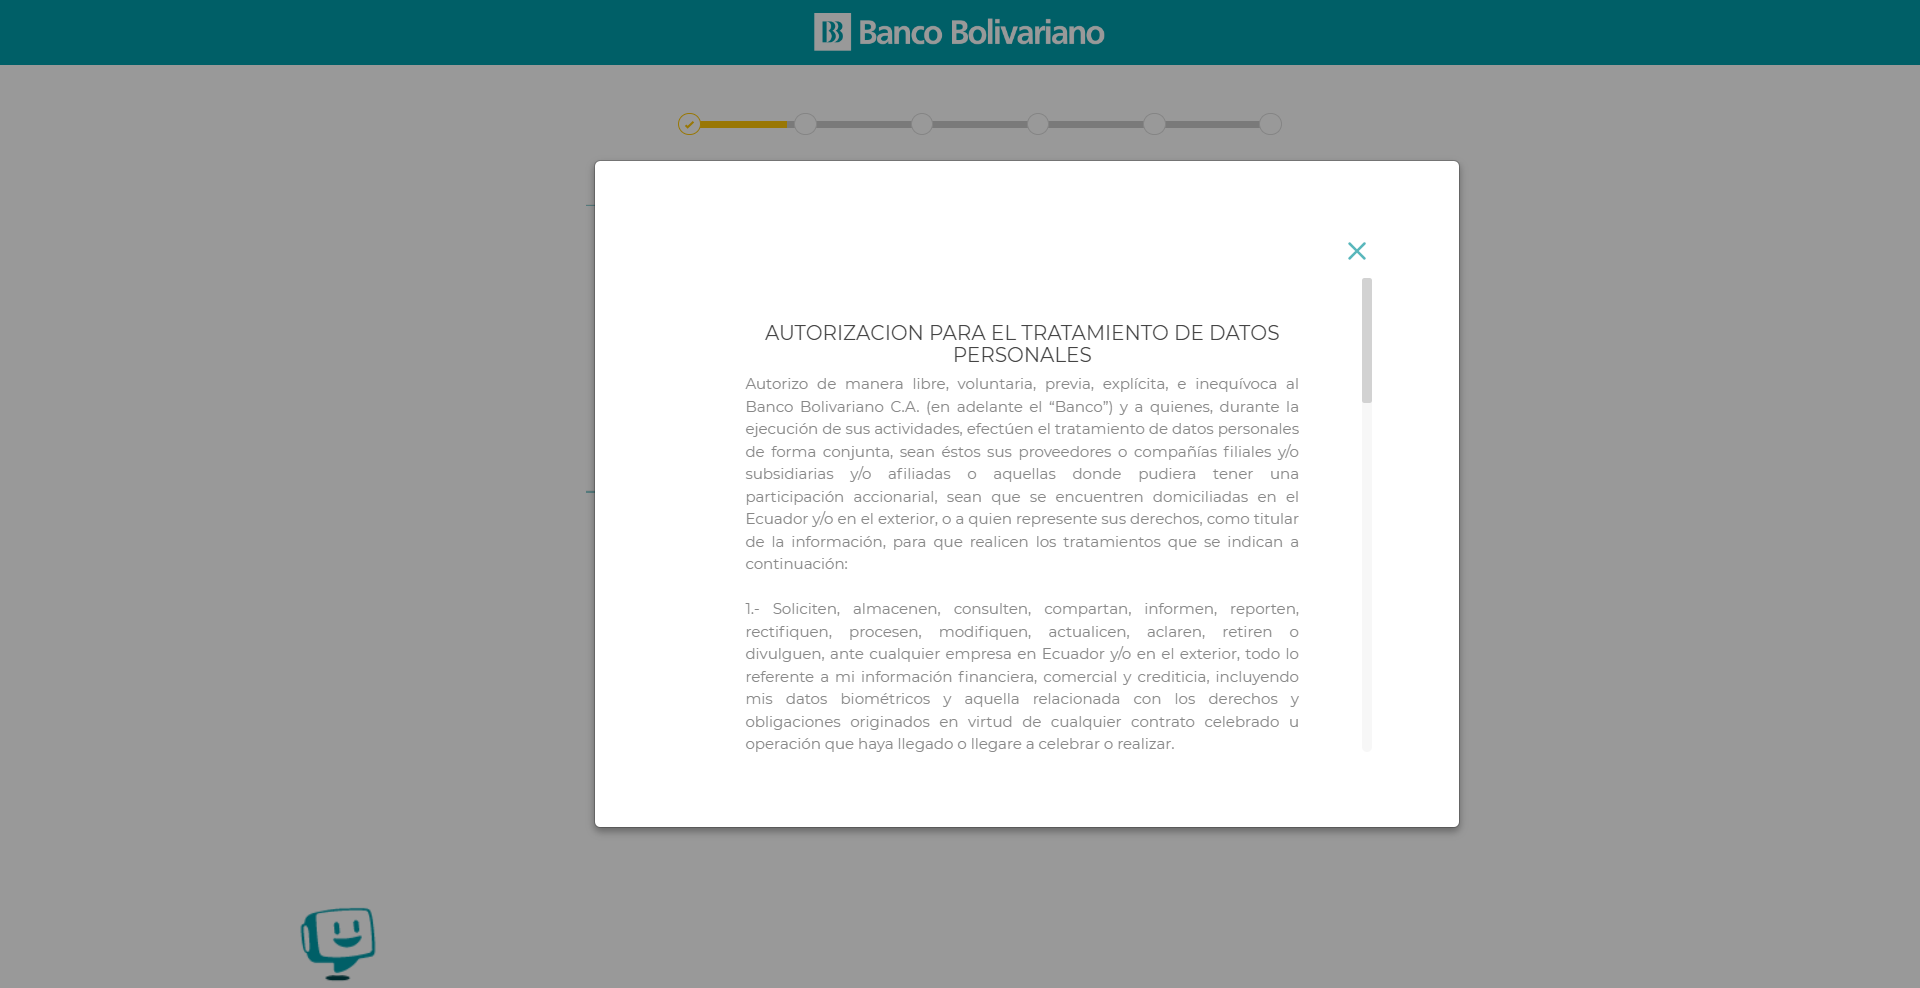 Banco Bolivariano
AUTORIZACION PARA EL TRATAMIENTO DE DATOS
PERSONALES
Autorizo de manera libre, voluntaria, previa, explícita, e inequívoca al
Banco Bolivariano C.A. (en adelante el “Banco”) y a quienes, durante la
ejecución de sus actividades, efectúen el tratamiento de datos personales
de forma conjunta, sean éstos sus proveedores o compañías filiales y/o
subsidiarias y/o afiliadas o aquellas donde pudiera tener una
participación accionarial, sean que se encuentren domiciliadas en el
Ecuador y/o en el exterior, o a quien represente sus derechos, como titular
de la información, para que realicen los tratamientos que se indican a
continuación:
1.- Soliciten, almacenen, consulten, compartan, informen, reporten,
rectifiquen, procesen, modifiquen, actualicen, aclaren, retiren o
divulguen, ante cualquier empresa en Ecuador y/o en el exterior, todo lo
referente a mi información financiera, comercial y crediticia, incluyendo
mis datos biométricos y aquella relacionada con los derechos y
obligaciones originados en virtud de cualquier contrato celebrado u
operación que haya llegado o llegare a celebrar o realizar.